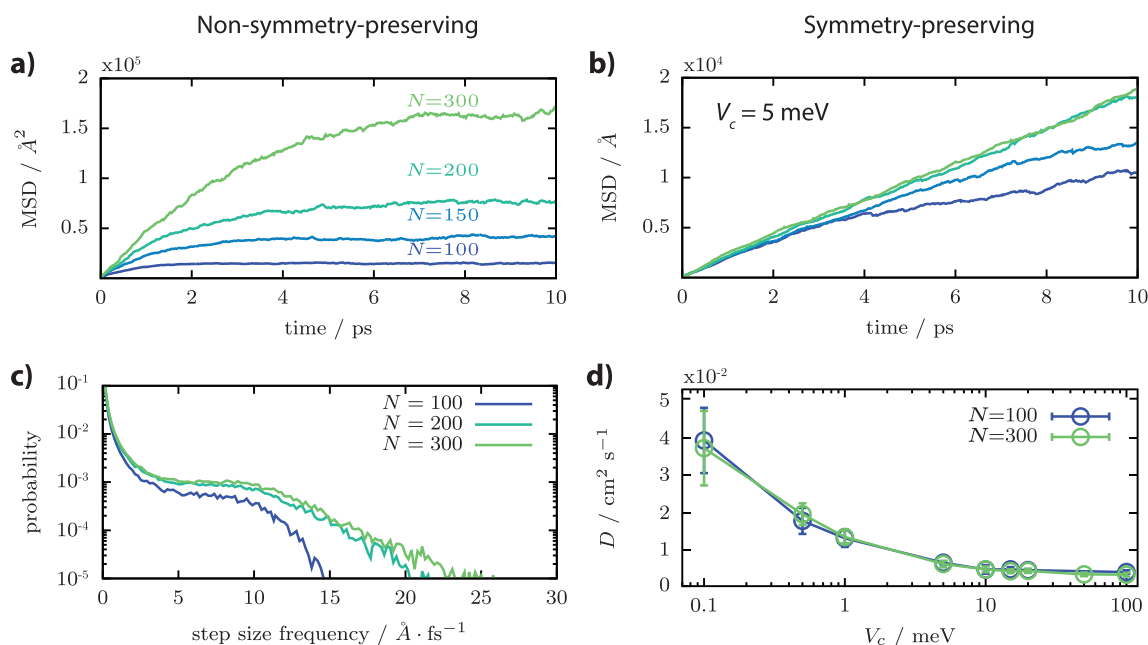 Non-symmetry-preserving
Symmetry-preserving
a)
x10⁵
MSD / Å²
2
1.5
1
0.5
0
N=300
N=200
N=150
N=100
0 2 4 6 8 10
time / ps
b)
x10⁴
MSD / Å
2
1.5
1
0.5
0
V_c = 5 meV
0 2 4 6 8 10
time / ps
c)
probability
10⁻¹
10⁻²
10⁻³
10⁻⁴
10⁻⁵
N = 100
N = 200
N = 300
0 5 10 15 20 25 30
step size frequency / Å · fs⁻¹
d)
x10⁻²
D / cm² s⁻¹
5
4
3
2
1
0
N=100
N=300
0.1 1 10 100
V_c / meV